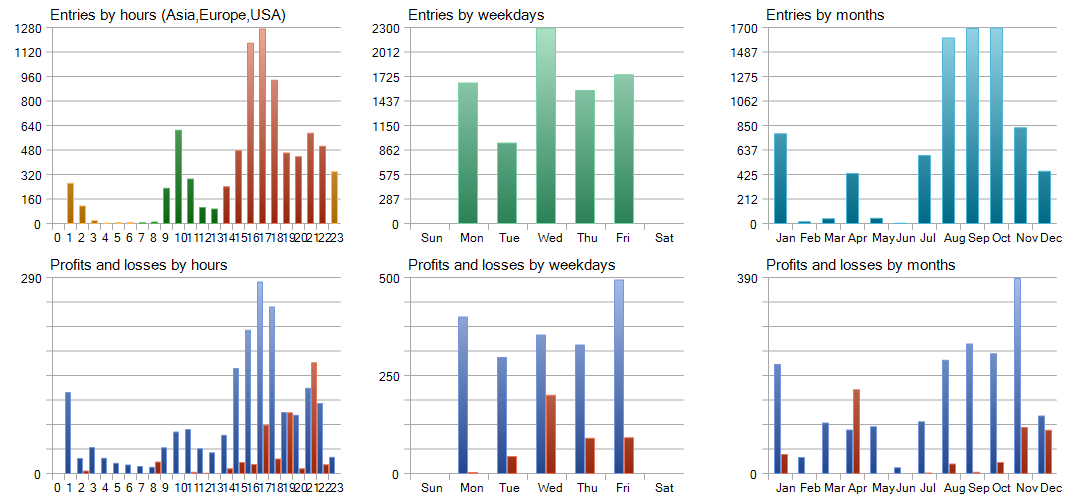 Entries by hours (Asia,Europe,USA)
1280
1120
960
800
640
480
320
160
0
0 1 2 3 4 5 6 7 8 9 10 11 12 13 14 15 16 17 18 19 20 21 22 23
Entries by weekdays
2300
2012
1725
1437
1150
862
575
287
0
Sun Mon Tue Wed Thu Fri Sat
Entries by months
1700
1487
1275
1062
850
637
425
212
0
Jan Feb Mar Apr May Jun Jul Aug Sep Oct Nov Dec
Profits and losses by hours
290
0
0 1 2 3 4 5 6 7 8 9 10 11 12 13 14 15 16 17 18 19 20 21 22 23
Profits and losses by weekdays
500
250
0
Sun Mon Tue Wed Thu Fri Sat
Profits and losses by months
390
0
Jan Feb Mar Apr May Jun Jul Aug Sep Oct Nov Dec